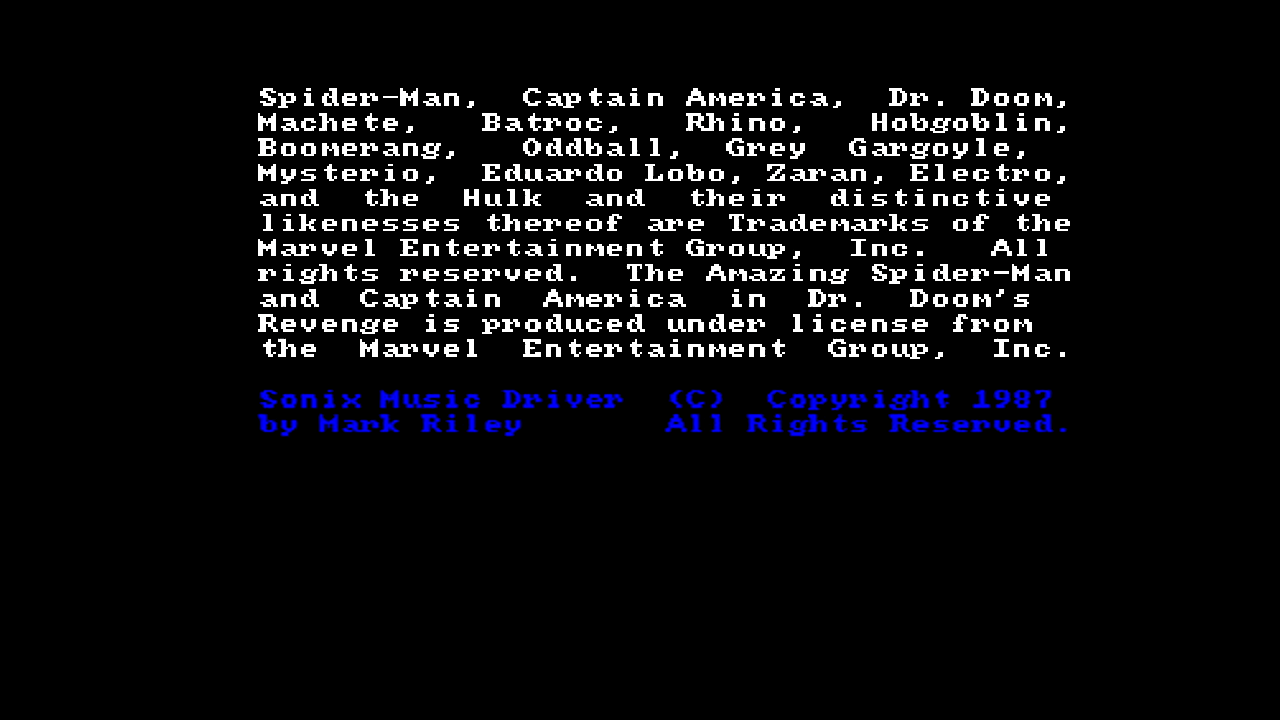 Spider-Man, Captain America, Dr. Doom,
Machete, Batroc, Rhino, Hobgoblin,
Boomerang, Oddball, Grey Gargoyle,
Mysterio, Eduardo Lobo, Zaran, Electro,
and the Hulk and their distinctive
likenesses thereof are Trademarks of the
Marvel Entertainment Group, Inc. All
rights reserved. The Amazing Spider-Man
and Captain America in Dr. Doom's
Revenge is produced under license from
the Marvel Entertainment Group, Inc.
Sonix Music Driver (C) Copyright 1987
by Mark Riley All Rights Reserved.